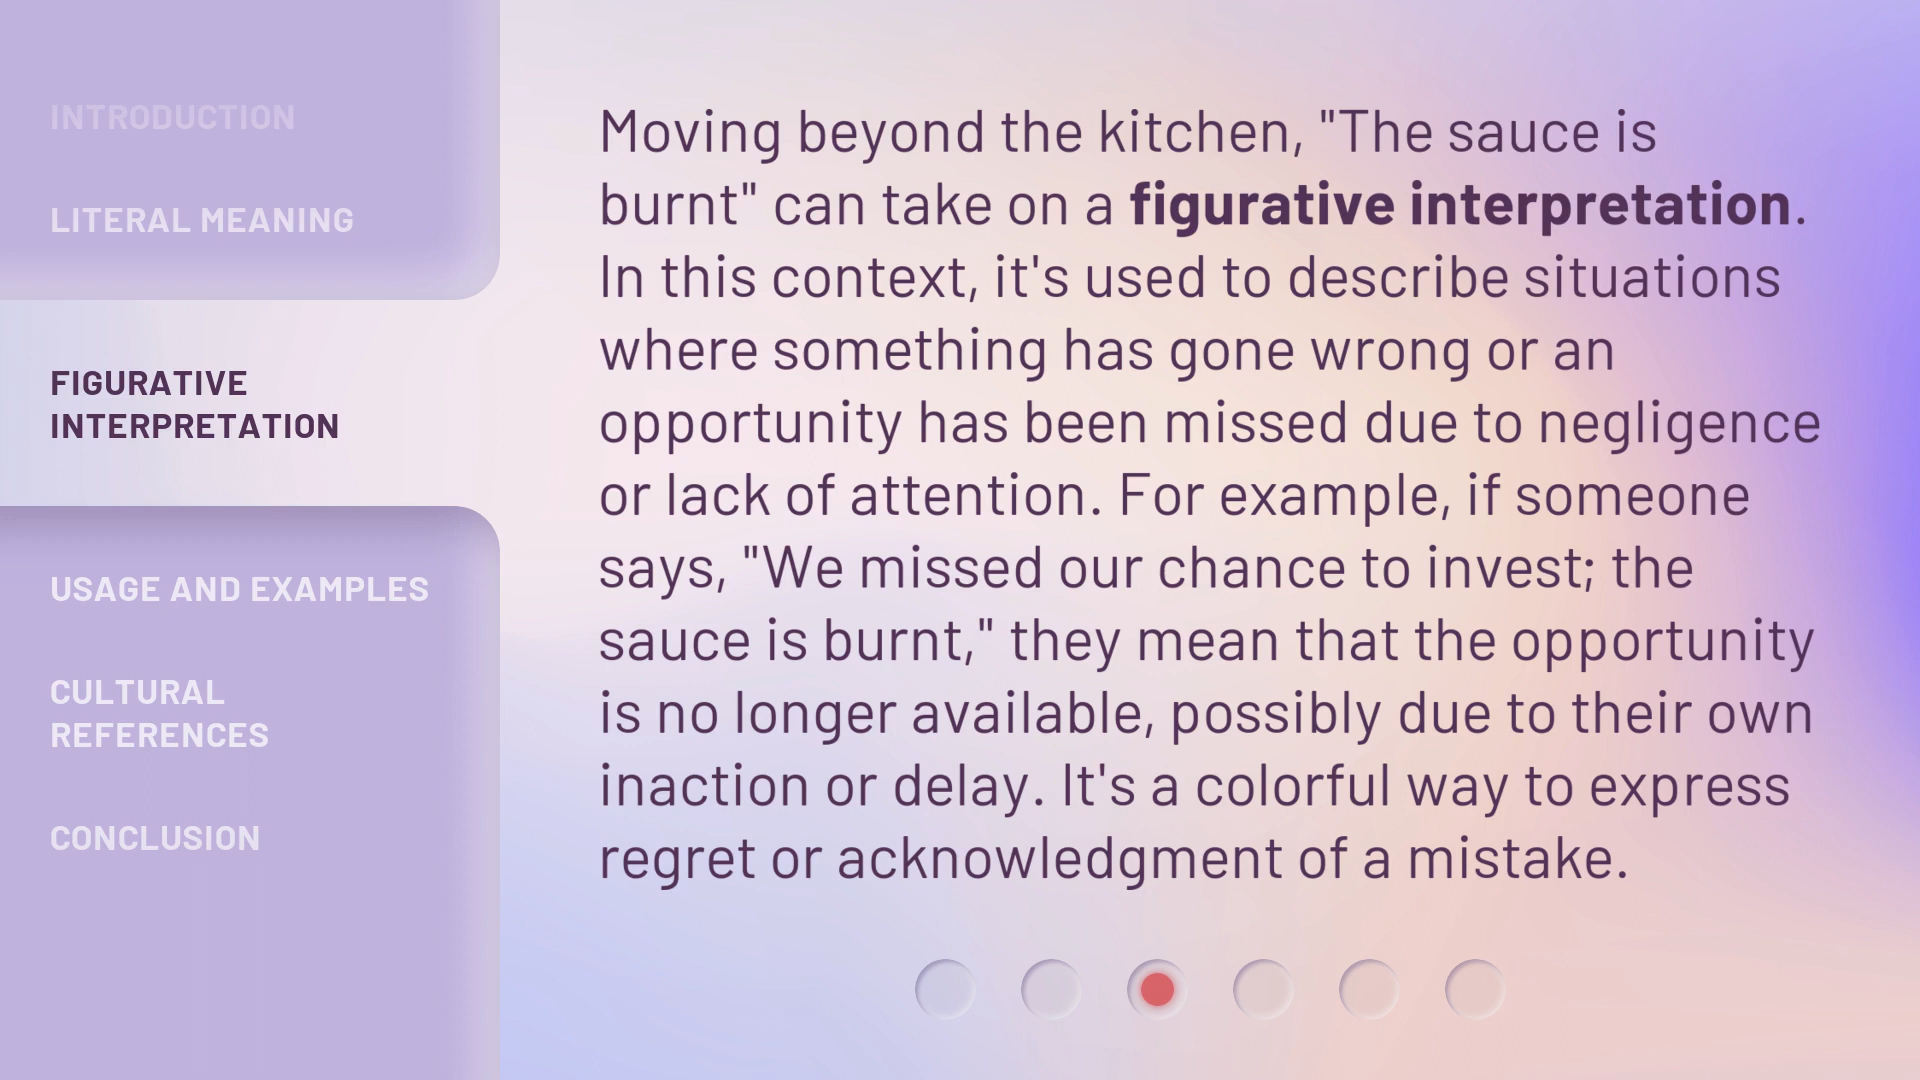 INTRODUCTION
LITERAL MEANING
FIGURATIVE
INTERPRETATION
USAGE AND EXAMPLES
CULTURAL
REFERENCES
CONCLUSION
Moving beyond the kitchen, "The sauce is
burnt" can take on a figurative interpretation.
In this context, it's used to describe situations
where something has gone wrong or an
opportunity has been missed due to negligence
or lack of attention. For example, if someone
says, "We missed our chance to invest; the
sauce is burnt," they mean that the opportunity
is no longer available, possibly due to their own
inaction or delay. It's a colorful way to express
regret or acknowledgment of a mistake.